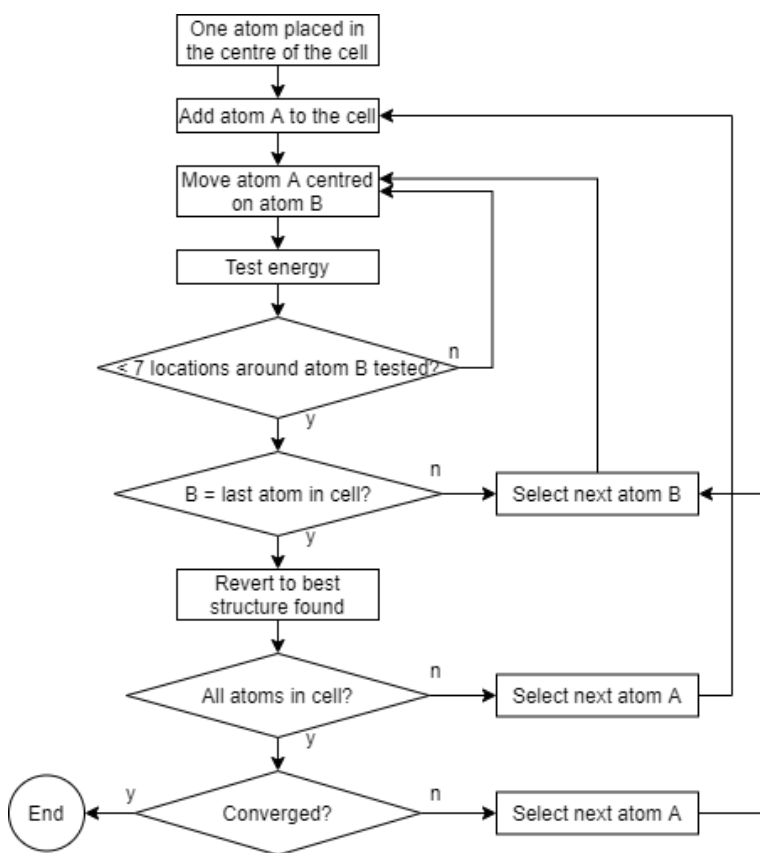 One atom placed in
the centre of the cell
Add atom A to the cell
Move atom A centred
on atom B
Test energy
≤ 7 locations around atom B tested?
n
y
B = last atom in cell?
n
Select next atom B
y
Revert to best
structure found
All atoms in cell?
n
Select next atom A
y
End
y
Converged?
n
Select next atom A